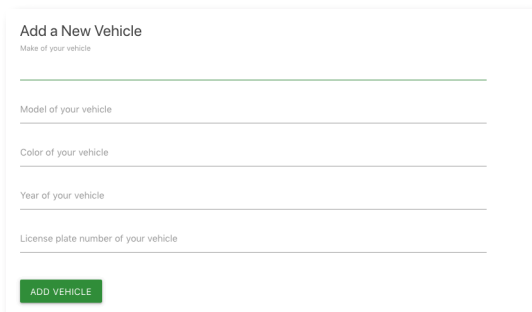 Add a New Vehicle
Make of your vehicle
Model of your vehicle
Color of your vehicle
Year of your vehicle
License plate number of your vehicle
ADD VEHICLE